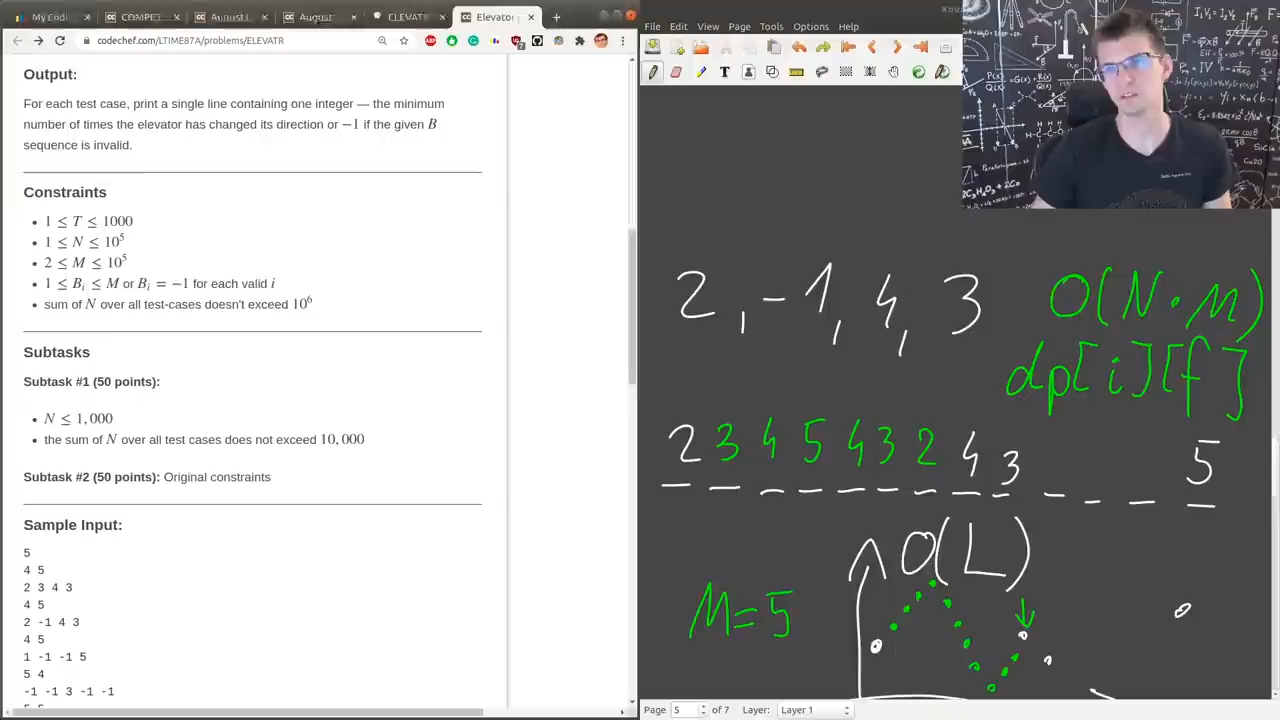 My Codi
COMPE
August L
August
ELEVAT
Elevator
codechef.com/LTIME87A/problems/ELEVATR
Output:
For each test case, print a single line containing one integer — the minimum
number of times the elevator has changed its direction or −1 if the given B
sequence is invalid.
Constraints
1 ≤ T ≤ 1000
1 ≤ N ≤ 10^5
2 ≤ M ≤ 10^5
1 ≤ B_i ≤ M or B_i = −1 for each valid i
sum of N over all test-cases doesn't exceed 10^6
Subtasks
Subtask #1 (50 points):
N ≤ 1,000
the sum of N over all test cases does not exceed 10,000
Subtask #2 (50 points): Original constraints
Sample Input:
5
4 5
2 3 4 3
4 5
2 -1 4 3
4 5
1 -1 -1 5
5 4
-1 -1 3 -1 -1
File Edit View Page Tools Options Help
2, -1, 4, 3
O(N·M)
dp[i][f]
2 3 4 5 4 3 2 4 3 5
O(L)
M=5
Page 5 of 7 Layer: Layer 1